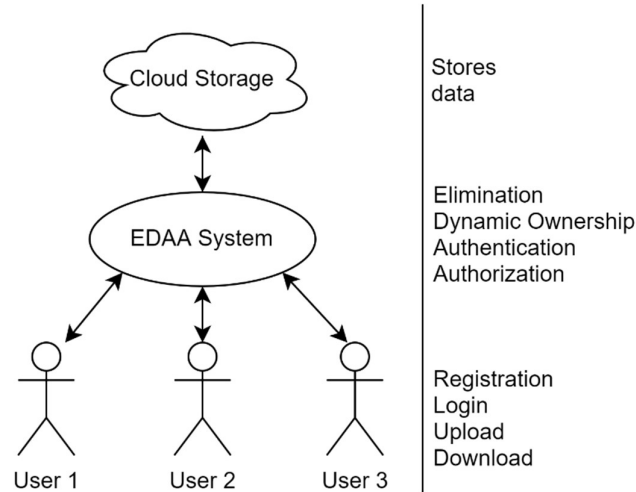 Cloud Storage
Stores
data
EDAA System
Elimination
Dynamic Ownership
Authentication
Authorization
Registration
Login
Upload
Download
User 1
User 2
User 3